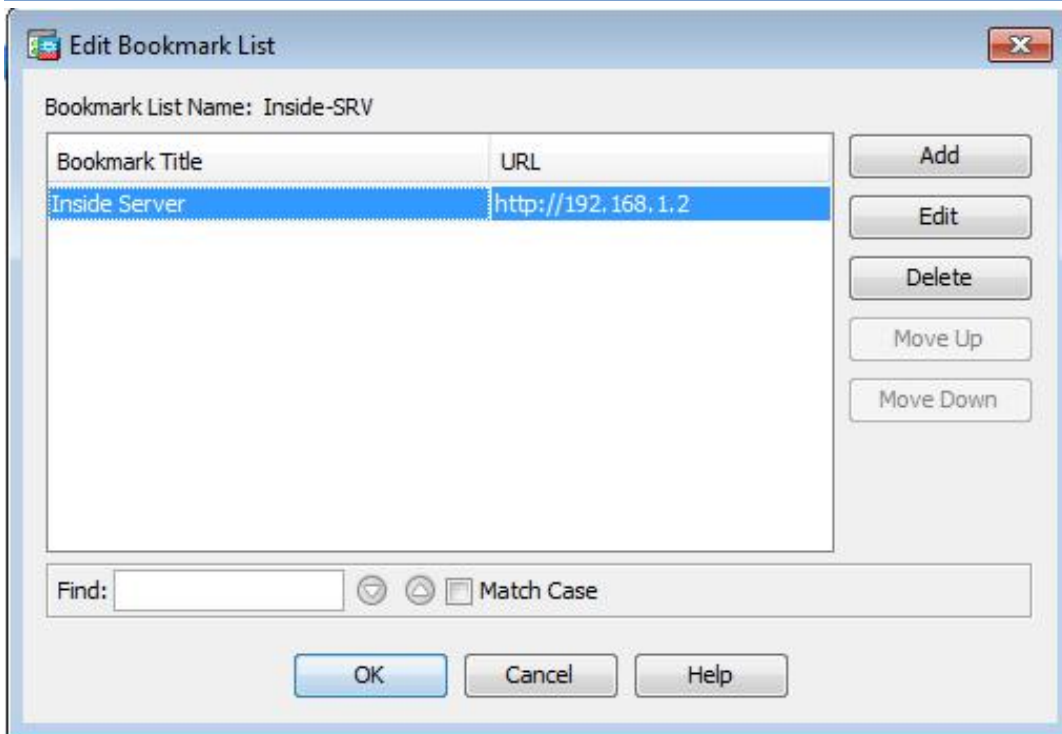 Edit Bookmark List
Bookmark List Name: Inside-SRV
Bookmark Title URL
Inside Server http://192.168.1.2
Add
Edit
Delete
Move Up
Move Down
Find: Match Case
OK Cancel Help